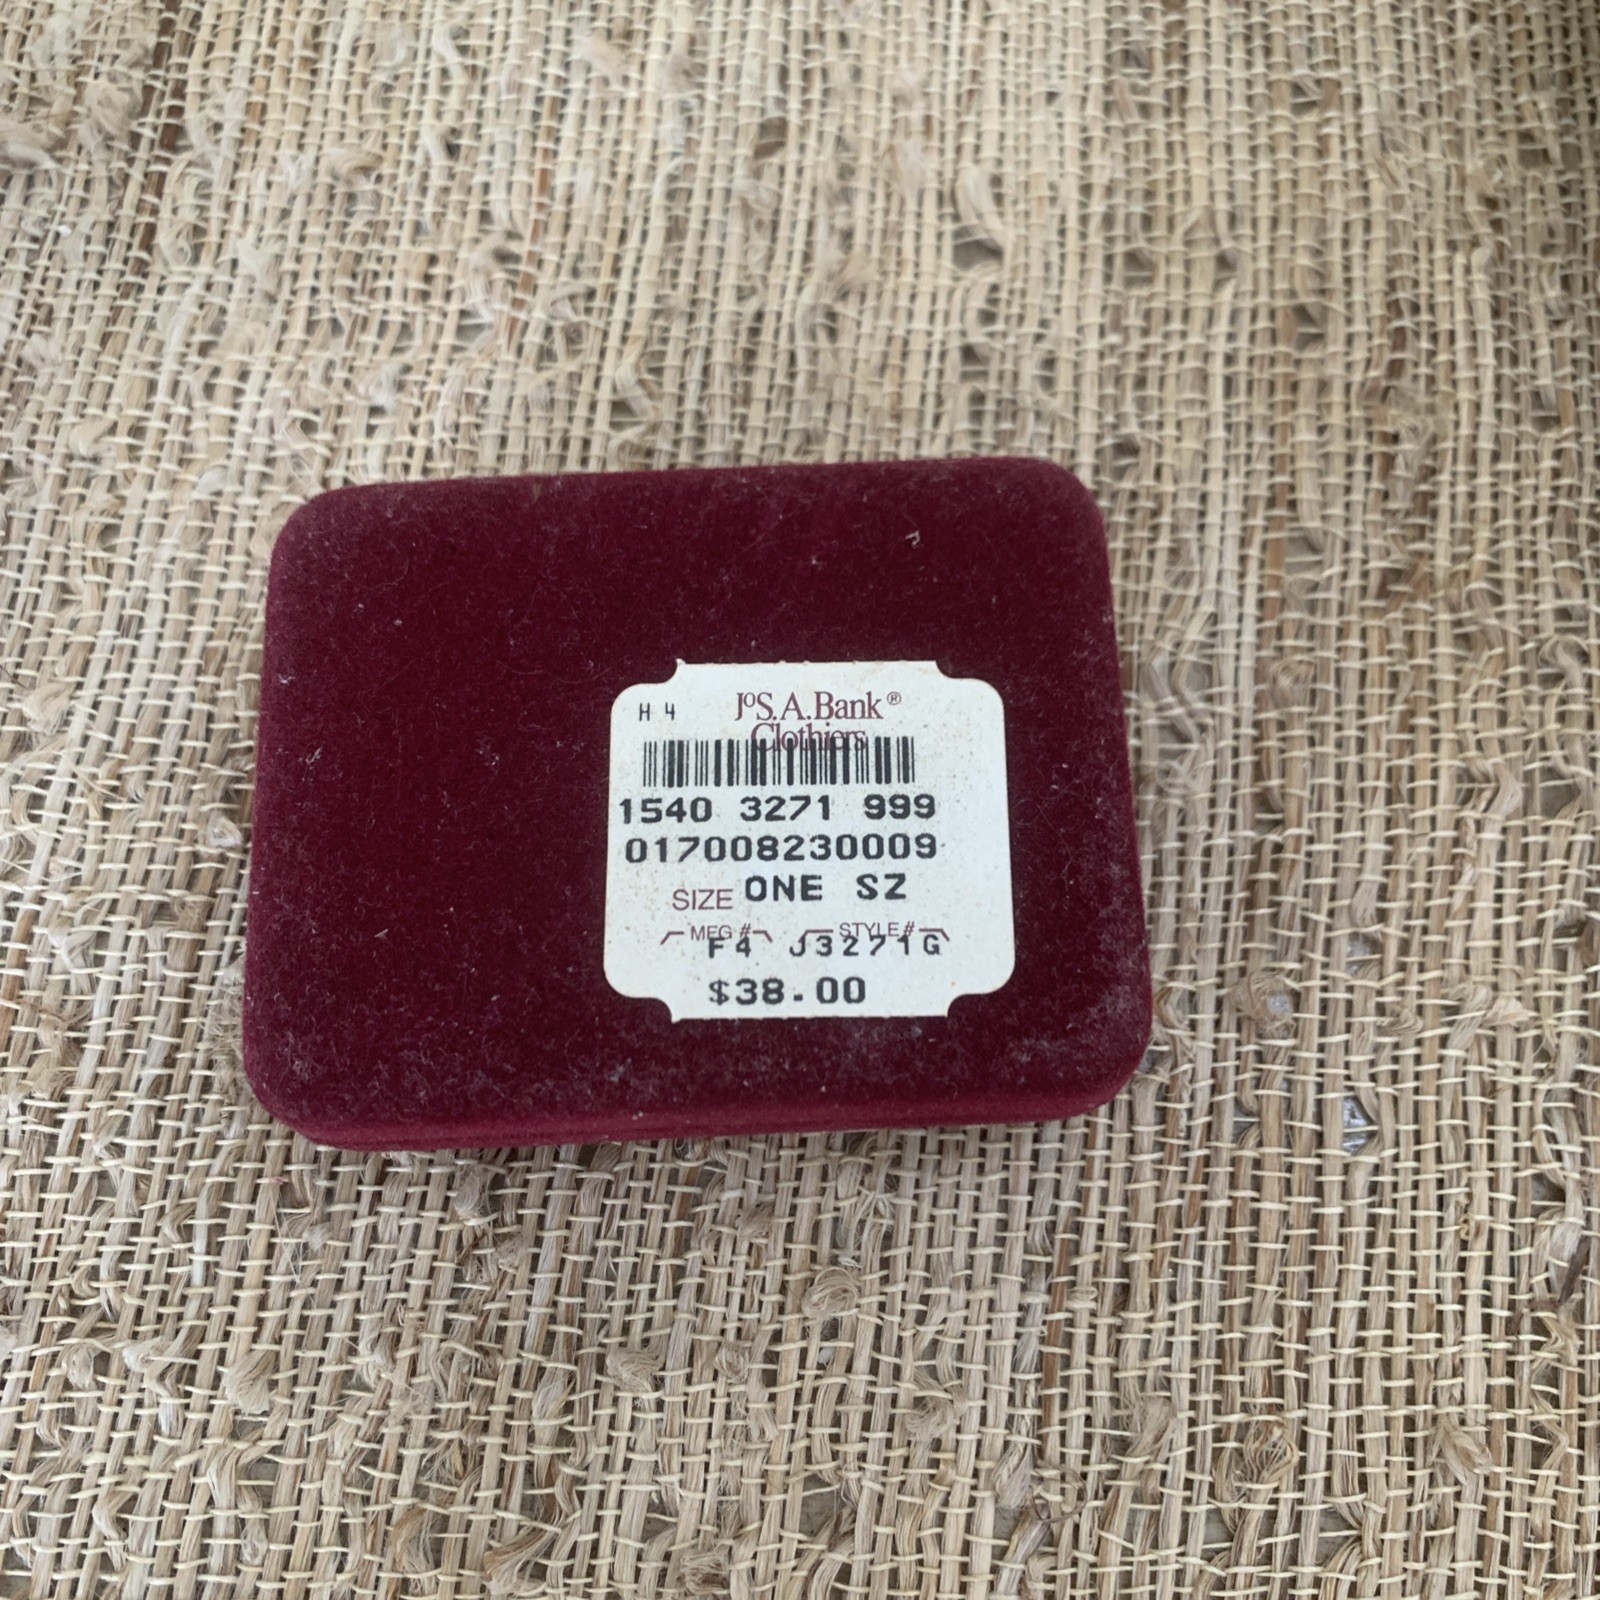 H 4 JoS.A.Bank®
Clothiers
1540 3271 999
017008230009
SIZE ONE SZ
MFG # STYLE #
F4 J3271G
$38.00